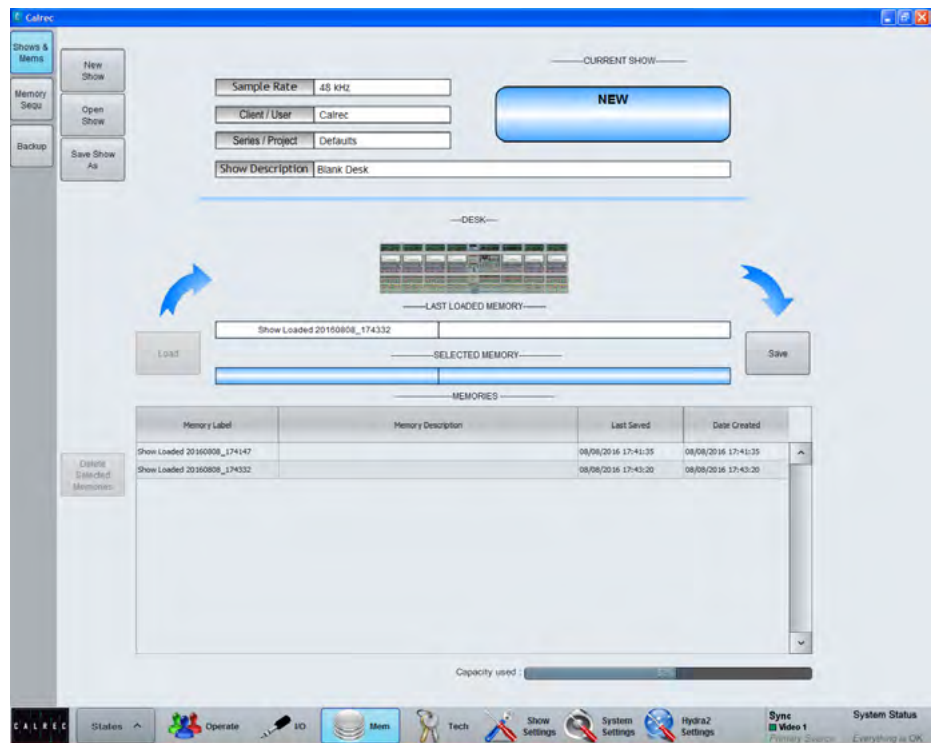 Calrec
Shows & Mems
Memory Sequ
Backup
New Show
Open Show
Save Show As
CURRENT SHOW
NEW
Sample Rate 48 kHz
Client / User Calrec
Series / Project Defaults
Show Description Blank Desk
DESK
LAST LOADED MEMORY
Show Loaded 20160808_174332
Load
SELECTED MEMORY
Save
MEMORIES
Memory Label Memory Description Last Saved Date Created
Show Loaded 20160808_174147 08/08/2016 17:41:35 08/08/2016 17:41:35
Show Loaded 20160808_174332 08/08/2016 17:43:20 08/08/2016 17:43:20
Delete Selected Memories
Capacity used :
CALREC States Operate I/O Mem Tech Show Settings System Settings Hydra2 Settings
Sync
Video 1
Primary Source
System Status
Everything is OK